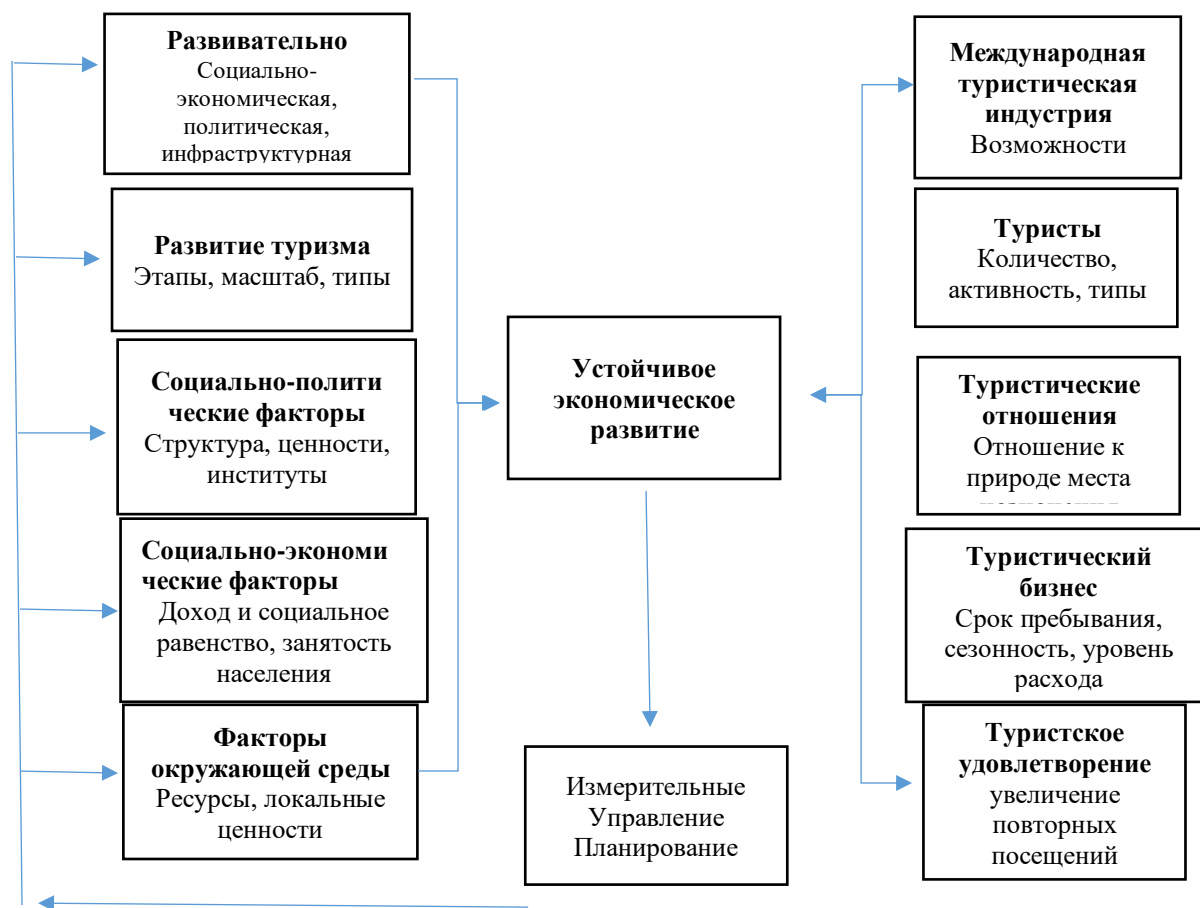 Развивательно
Социально-
экономическая,
политическая,
инфраструктурная
Развитие туризма
Этапы, масштаб, типы
Социально-полити
ческие факторы
Структура, ценности,
институты
Социально-экономи
ческие факторы
Доход и социальное
равенство, занятость
населения
Факторы
окружающей среды
Ресурсы, локальные
ценности
Устойчивое
экономическое
развитие
Измерительные
Управление
Планирование
Международная
туристическая
индустрия
Возможности
Туристы
Количество,
активность, типы
Туристические
отношения
Отношение к
природе места
Туристический
бизнес
Срок пребывания,
сезонность, уровень
расхода
Туристское
удовлетворение
увеличение
повторных
посещений